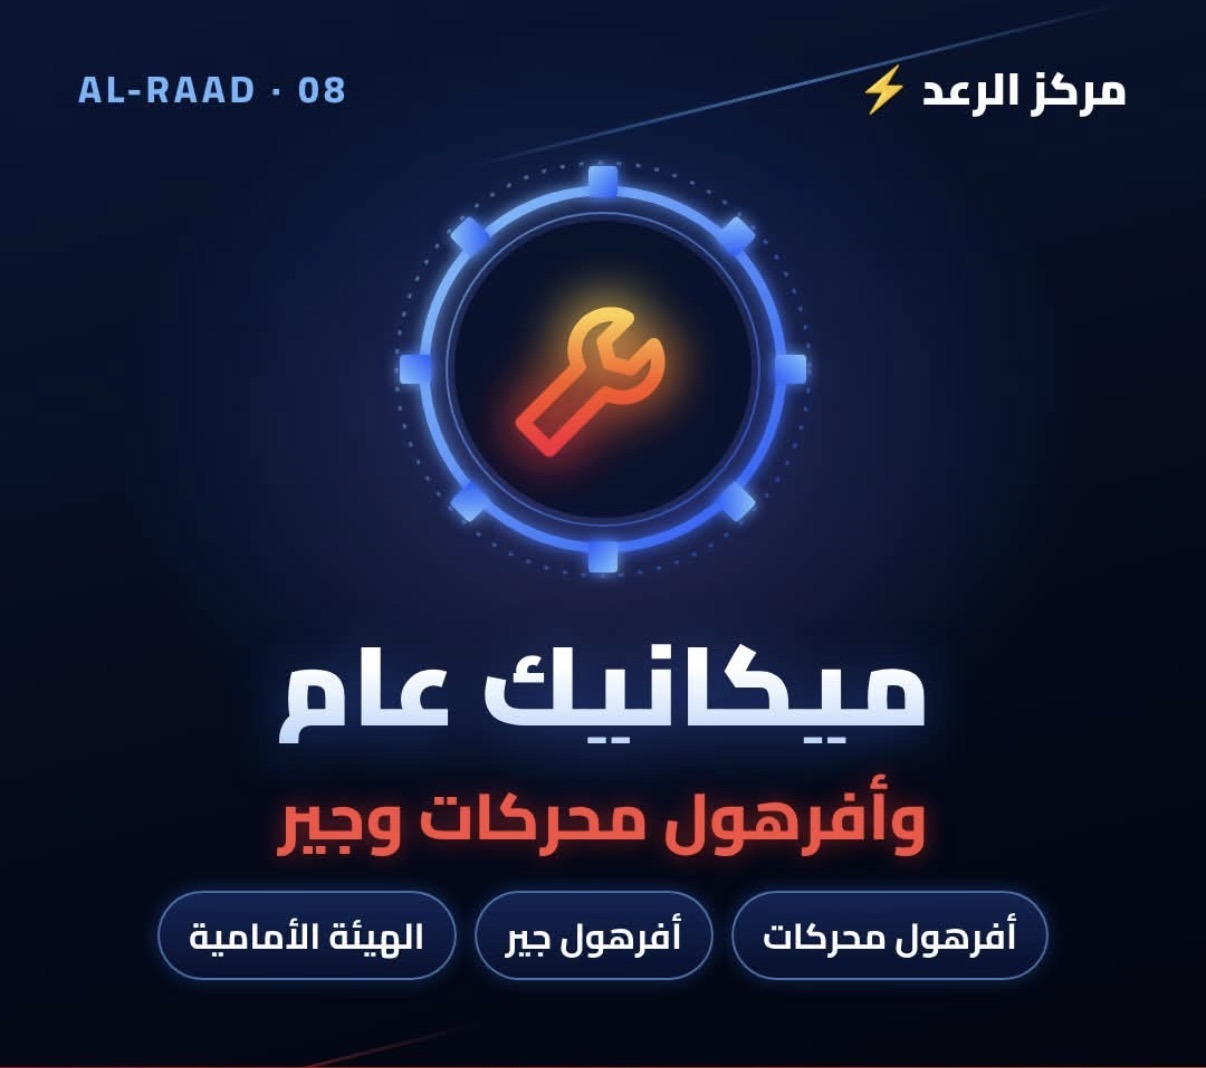 مركز الرعد ⚡
AL-RAAD · 08
ميكانيك عام
وأفرهول محركات وجير
أفرهول محركات
أفرهول جير
الهيئة الأمامية